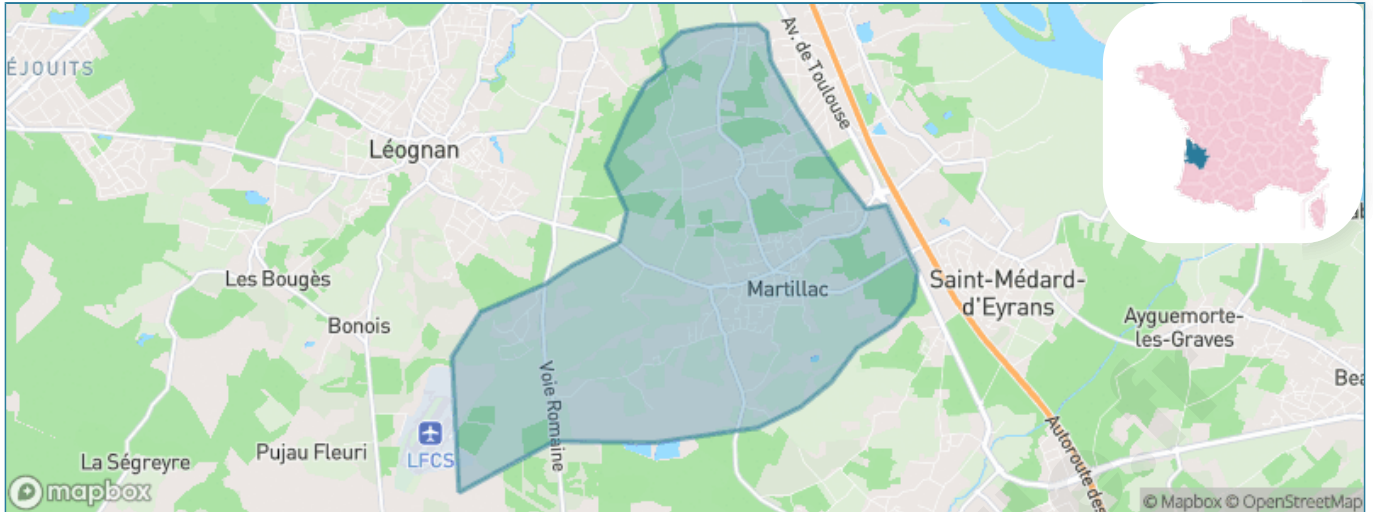 ÉJOUITS
Av. de Toulouse
Léognan
Les Bougès
Martillac
Saint-Médard-
d'Eyrans
Bonois
Ayguemorte-
les-Graves
Voie Romaine
Bea
Pujau Fleuri
LFCS
La Ségreyre
Autoroute des
mapbox
© Mapbox © OpenStreetMap